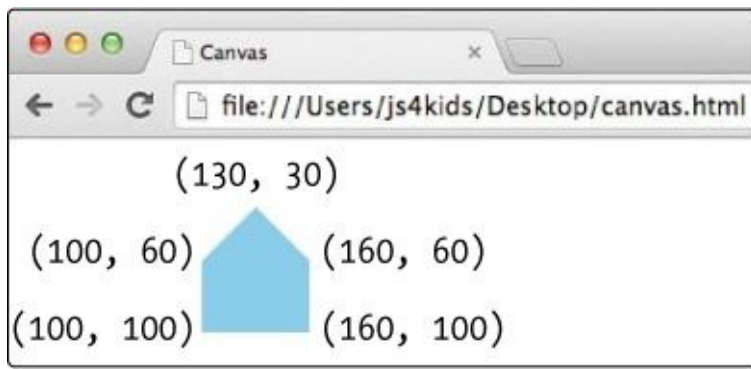 Canvas
file:///Users/js4kids/Desktop/canvas.html
(130, 30)
(100, 60) (160, 60)
(100, 100) (160, 100)